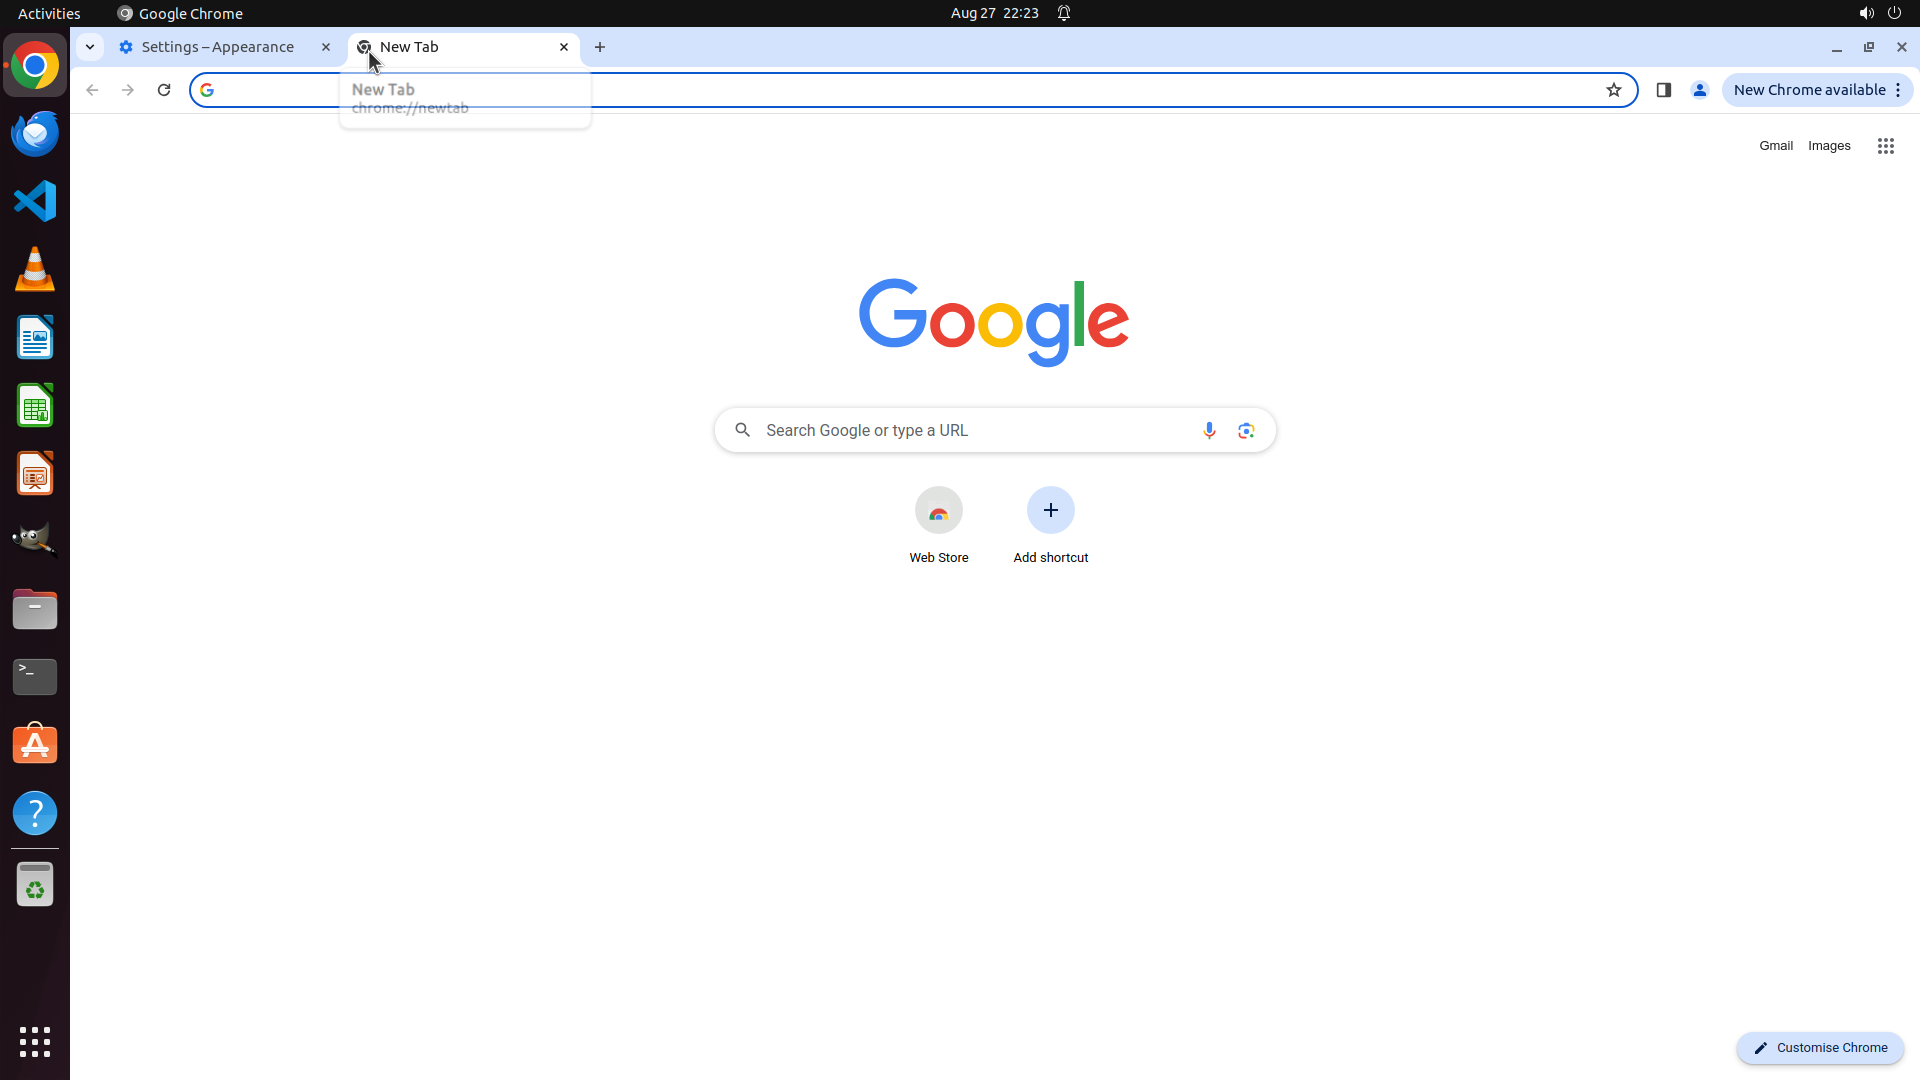 Activities
Google Chrome
Aug 27 22:23
Settings – Appearance
New Tab
New Tab
chrome://newtab
New Chrome available
Gmail
Images
Google
Search Google or type a URL
Web Store
Add shortcut
Customise Chrome